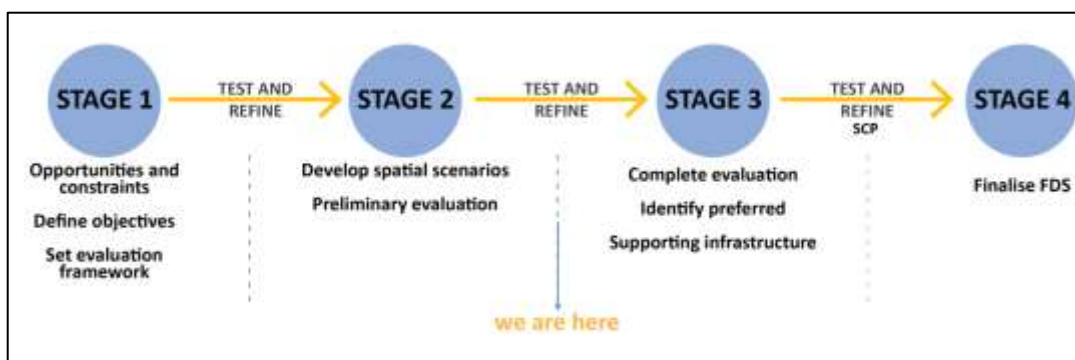 STAGE 1
TEST AND
REFINE
STAGE 2
TEST AND
REFINE
STAGE 3
TEST AND
REFINE
SCP
STAGE 4
Opportunities and
constraints
Define objectives
Set evaluation
framework
Develop spatial scenarios
Preliminary evaluation
Complete evaluation
Identify preferred
Supporting infrastructure
Finalise FDS
we are here